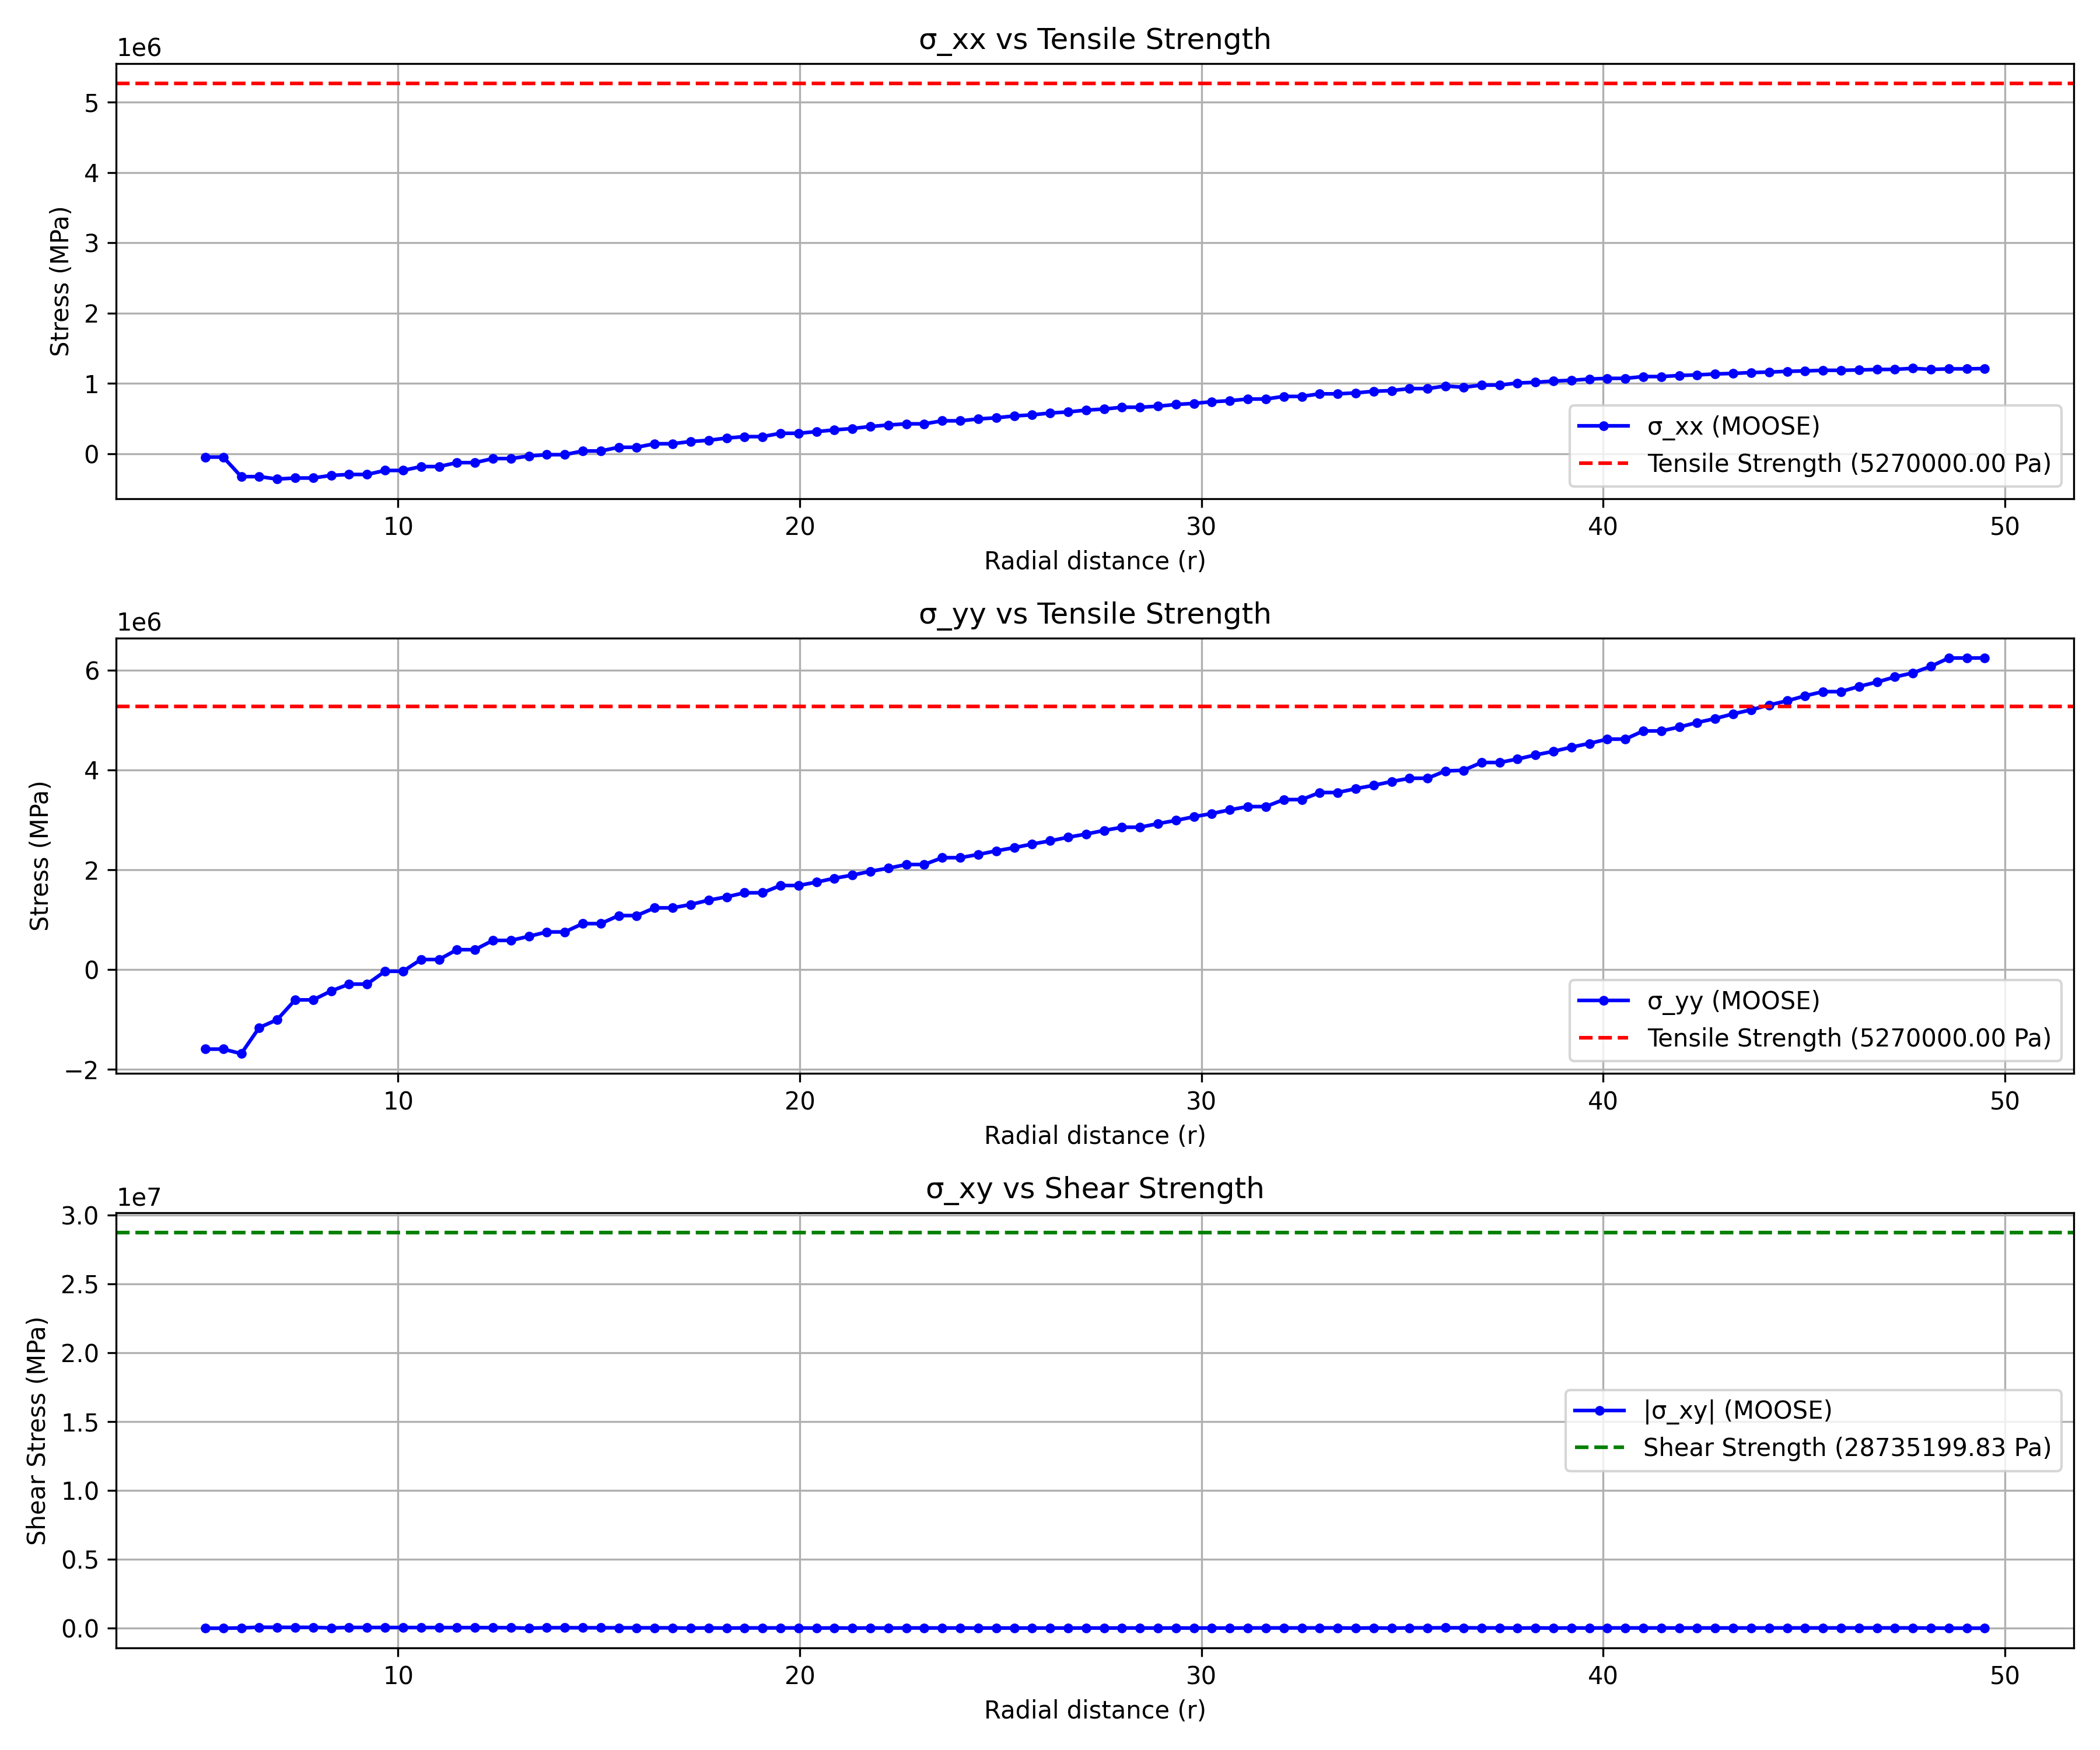 σ_xx vs Tensile Strength
1e6
5
4
3
2
1
0
Stress (MPa)
σ_xx (MOOSE)
Tensile Strength (5270000.00 Pa)
10 20 30 40 50
Radial distance (r)
σ_yy vs Tensile Strength
1e6
6
4
2
0
−2
Stress (MPa)
σ_yy (MOOSE)
Tensile Strength (5270000.00 Pa)
10 20 30 40 50
Radial distance (r)
σ_xy vs Shear Strength
1e7
3.0
2.5
2.0
1.5
1.0
0.5
0.0
Shear Stress (MPa)
|σ_xy| (MOOSE)
Shear Strength (28735199.83 Pa)
10 20 30 40 50
Radial distance (r)